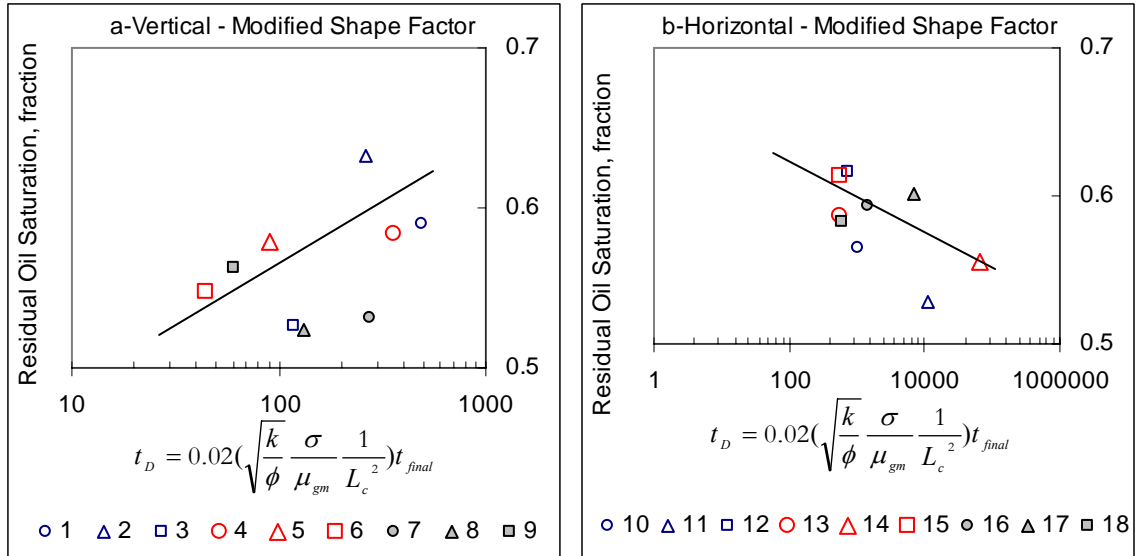 a-Vertical - Modified Shape Factor
Residual Oil Saturation, fraction
0.7
0.6
0.5
10 100 1000
t_D = 0.02(√(k/ϕ) σ/μ_gm 1/L_c²)t_final
1 2 3 4 5 6 7 8 9
b-Horizontal - Modified Shape Factor
Residual Oil Saturation, fraction
0.7
0.6
0.5
1 100 10000 1000000
t_D = 0.02(√(k/ϕ) σ/μ_gm 1/L_c²)t_final
10 11 12 13 14 15 16 17 18